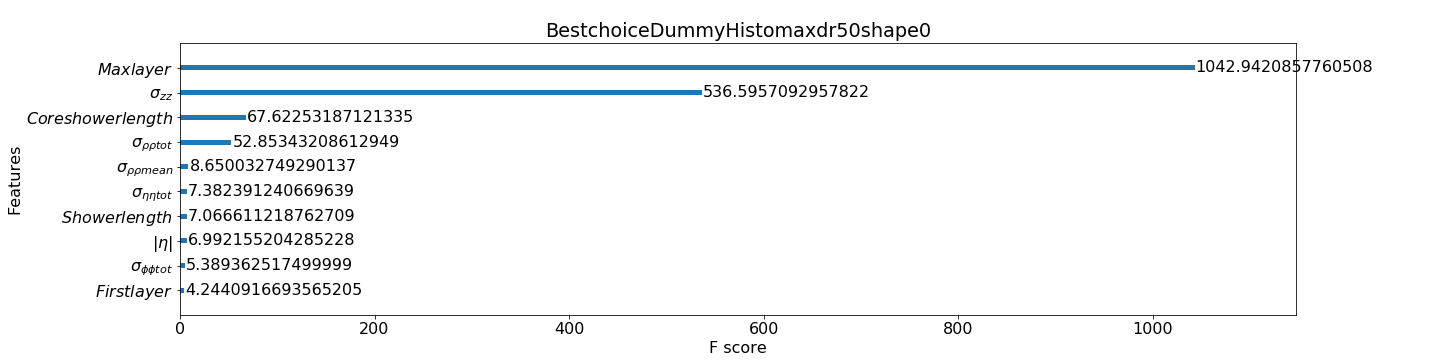 BestchoiceDummyHistomaxdr50shape0
Maxlayer 1042.9420857760508
σzz 536.5957092957822
Coreshowerlength 67.62253187121335
σρρtot 52.85343208612949
σρρmean 8.650032749290137
σηηtot 7.382391240669639
Showerlength 7.066611218762709
|η| 6.992155204285228
σϕϕtot 5.389362517499999
Firstlayer 4.2440916693565205
Features
0 200 400 600 800 1000
F score